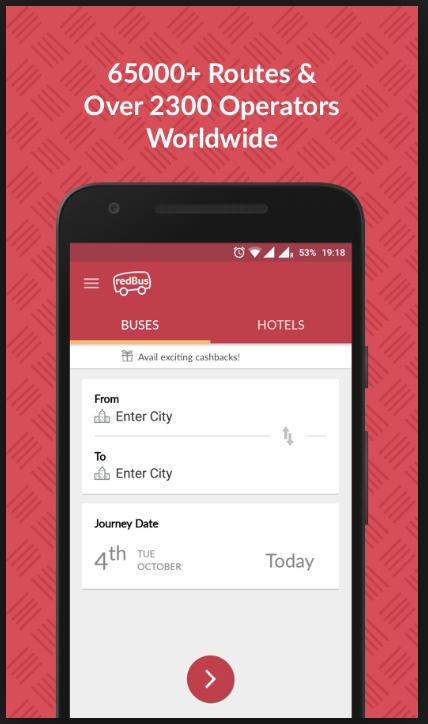 65000+ Routes &
Over 2300 Operators
Worldwide
53% 19:18
redBus
BUSES HOTELS
Avail exciting cashbacks!
From
Enter City
To
Enter City
Journey Date
4th TUE OCTOBER Today